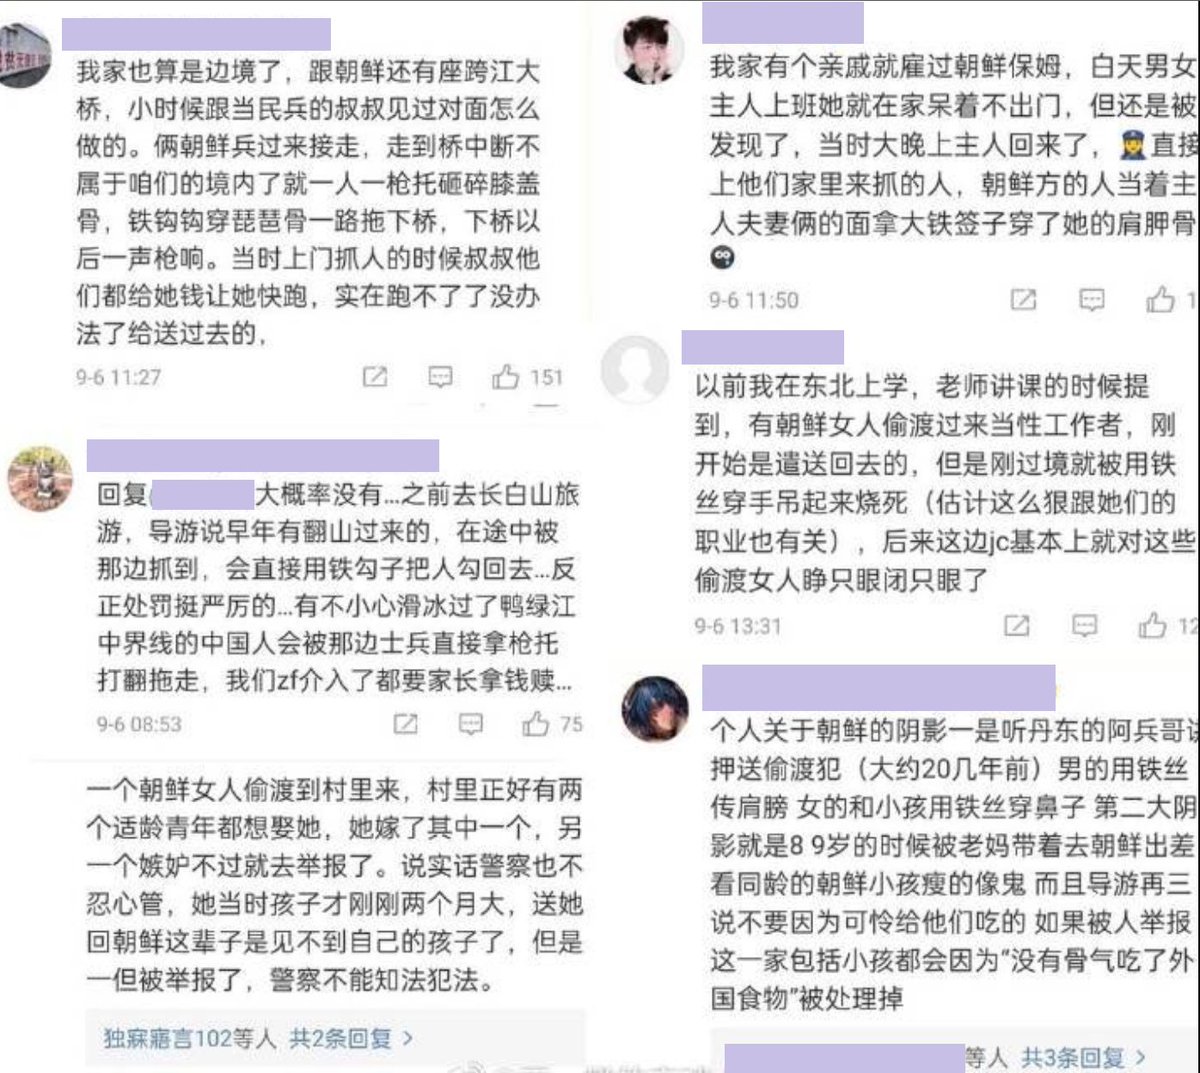 我家也算是边境了，跟朝鲜还有座跨江大
桥，小时候跟当民兵的叔叔见过对面怎么
做的。俩朝鲜兵过来接走，走到桥中断不
属于咱们的境内了就一人一枪托砸碎膝盖
骨，铁钩钩穿琵琶骨一路拖下桥，下桥以
后一声枪响。当时上门抓人的时候叔叔他
们都给她钱让她快跑，实在跑不了了没办
法了给送过去的，
9-6 11:27
151
回复
大概率没有...之前去长白山旅
游，导游说早年有翻山过来的，在途中被
那边抓到，会直接用铁勾子把人勾回去...反
正处罚挺严厉的...有不小心滑冰过了鸭绿江
中界线的中国人会被那边士兵直接拿枪托
打翻拖走，我们zf介入了都要家长拿钱赎...
9-6 08:53
75
一个朝鲜女人偷渡到村里来，村里正好有两
个适龄青年都想娶她，她嫁了其中一个，另
一个嫉妒不过就去举报了。说实话警察也不
忍心管，她当时孩子才刚刚两个月大，送她
回朝鲜这辈子是见不到自己的孩子了，但是
一但被举报了，警察不能知法犯法。
独寐寤言102等人 共2条回复 >
我家有个亲戚就雇过朝鲜保姆，白天男女
主人上班她就在家呆着不出门，但还是被
发现了，当时大晚上主人回来了，👮直接
上他们家里来抓的人，朝鲜方的人当着主
人夫妻俩的面拿大铁签子穿了她的肩胛骨
9-6 11:50
1
以前我在东北上学，老师讲课的时候提
到，有朝鲜女人偷渡过来当性工作者，刚
开始是遣送回去的，但是刚过境就被用铁
丝穿手吊起来烧死（估计这么狠跟她们的
职业也有关），后来这边jc基本上就对这些
偷渡女人睁只眼闭只眼了
9-6 13:31
12
个人关于朝鲜的阴影一是听丹东的阿兵哥
押送偷渡犯（大约20几年前）男的用铁丝
传肩膀 女的和小孩用铁丝穿鼻子 第二大阴
影就是8 9岁的时候被老妈带着去朝鲜出差
看同龄的朝鲜小孩瘦的像鬼 而且导游再三
说不要因为可怜给他们吃的 如果被人举报
这一家包括小孩都会因为“没有骨气吃了外
国食物”被处理掉
等人 共3条回复 >